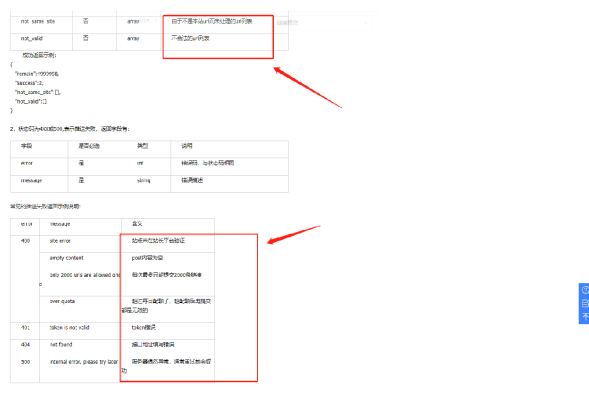 not_same_site 否 array 由于不是本站url而未处理的url列表
not_valid 否 array 不合法的url列表
成功返回示例:
{
"remain":4999998,
"success":2,
"not_same_site":[],
"not_valid":[]
}
2、状态码为4XX或500,表示推送失败，返回字段有:
字段 是否必选 类型 说明
error 是 int 错误码，与状态码相同
message 是 string 错误描述
常见的推送失败返回示例说明:
error message 含义
400 site error 站点未在站长平台验证
empty content post内容为空
only 2000 urls are allowed once 每次最多只能提交2000条链接
over quota 超过每日配额了，超配额后再提交都是无效的
401 token is not valid token错误
404 not found 接口地址填写错误
500 internal error, please try later 服务器偶然异常，通常重试就会成功